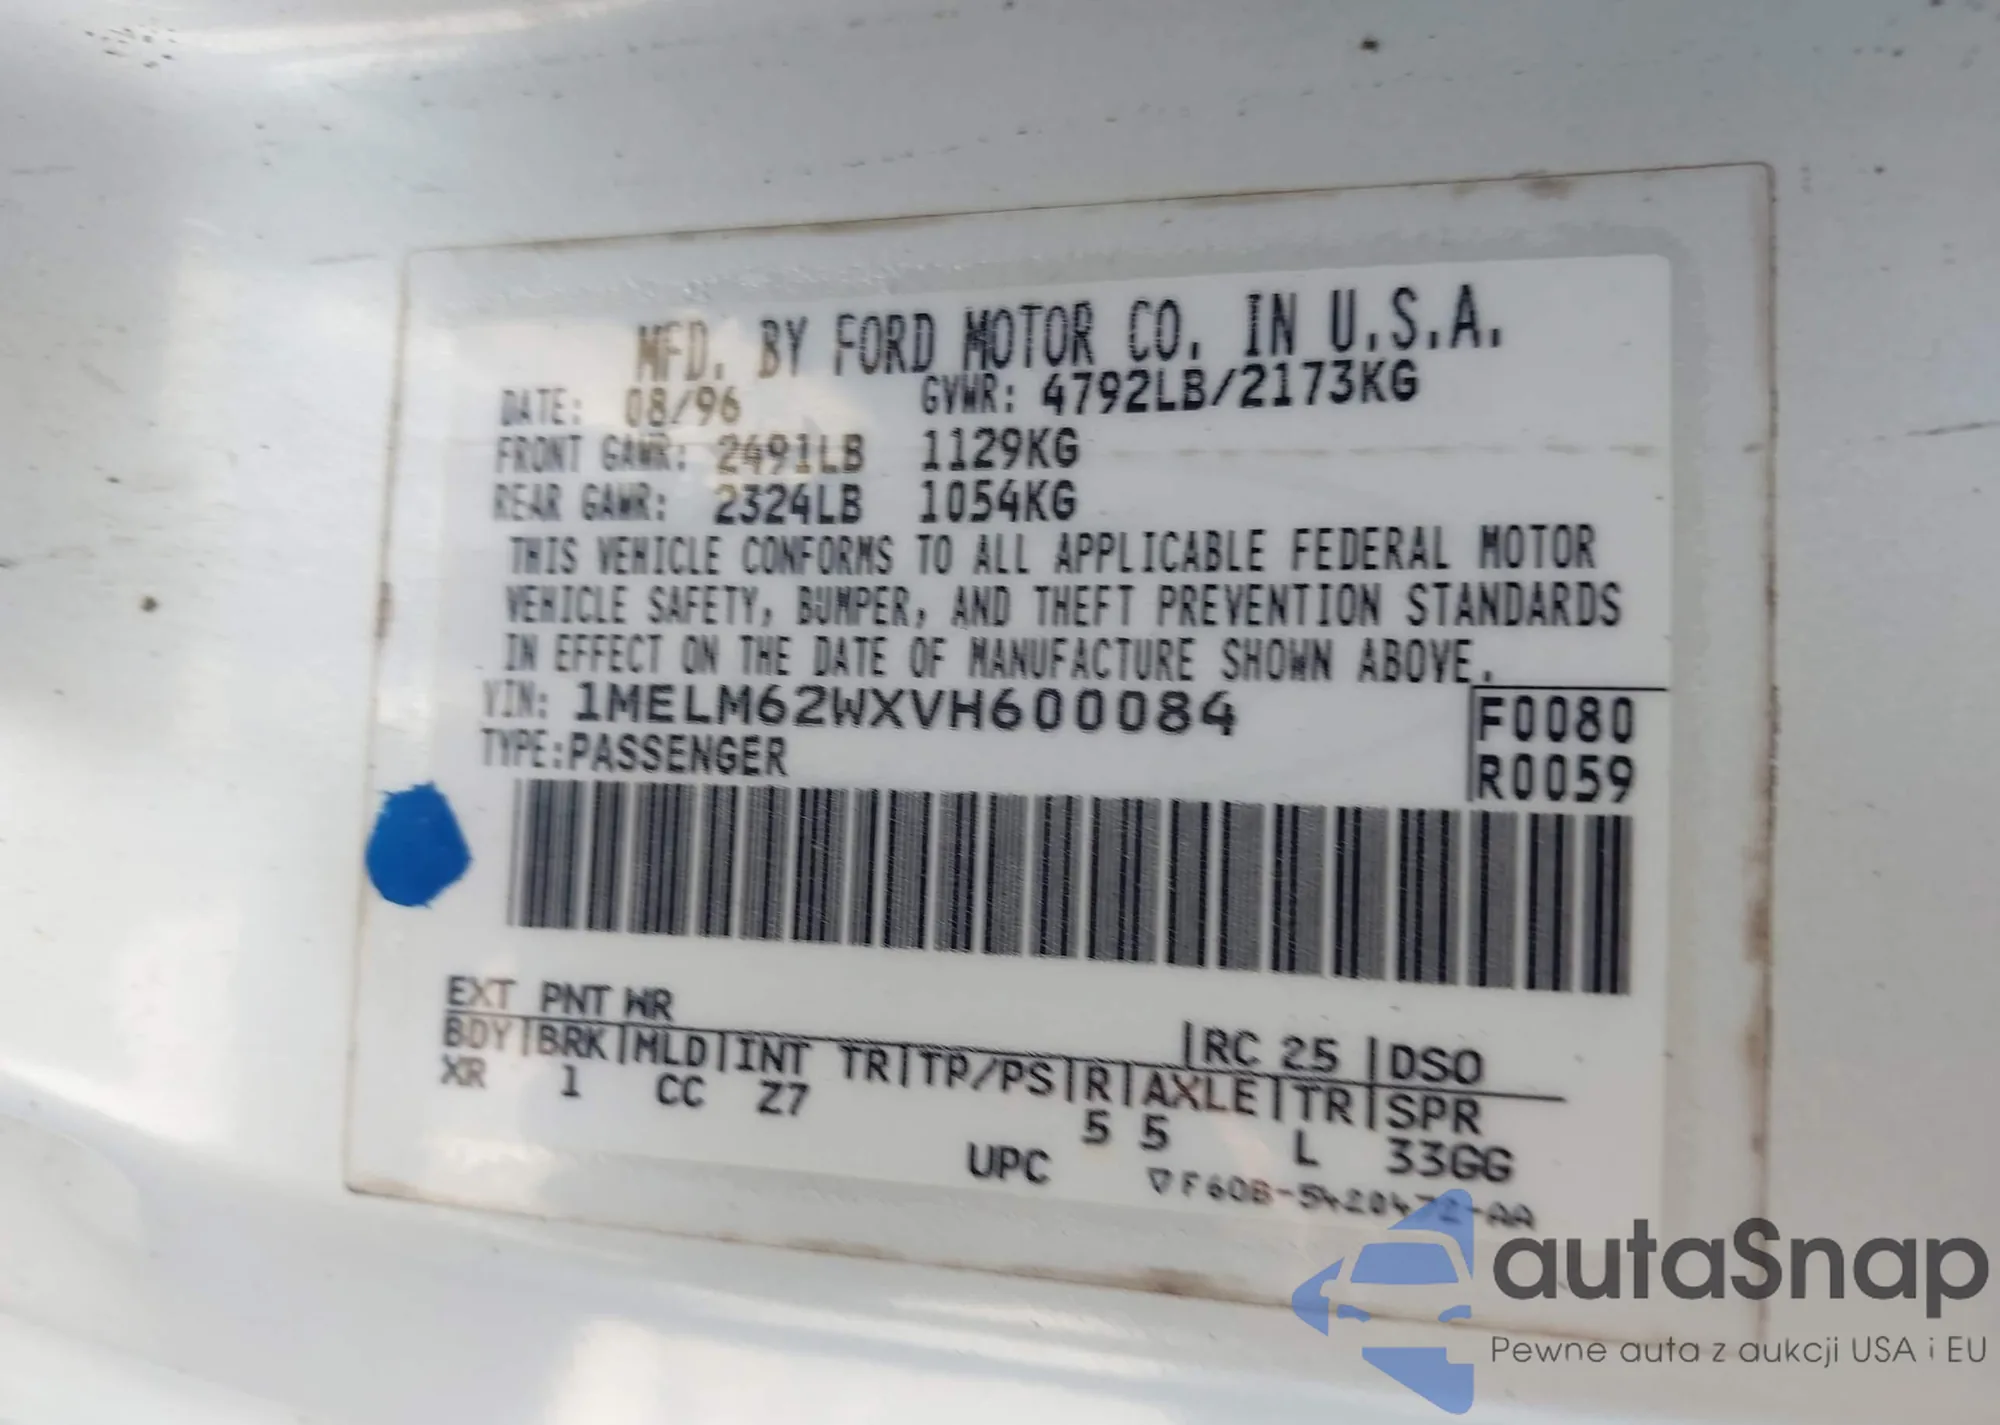 MFD. BY FORD MOTOR CO. IN U.S.A.
DATE: 08/96 GVWR: 4792LB/2173KG
FRONT GAWR: 2491LB 1129KG
REAR GAWR: 2324LB 1054KG
THIS VEHICLE CONFORMS TO ALL APPLICABLE FEDERAL MOTOR
VEHICLE SAFETY, BUMPER, AND THEFT PREVENTION STANDARDS
IN EFFECT ON THE DATE OF MANUFACTURE SHOWN ABOVE.
VIN: 1MELM62WXVH600084
F0080
TYPE:PASSENGER
R0059
EXT PNT WR
RC 25 DSO
BDY BRK MLD INT TR TP/PS R AXLE TR SPR
XR 1 CC Z7 5 5 L 33GG
UPC ▽F60B-5420472-AA
autaSnap
Pewne auta z aukcji USA i EU